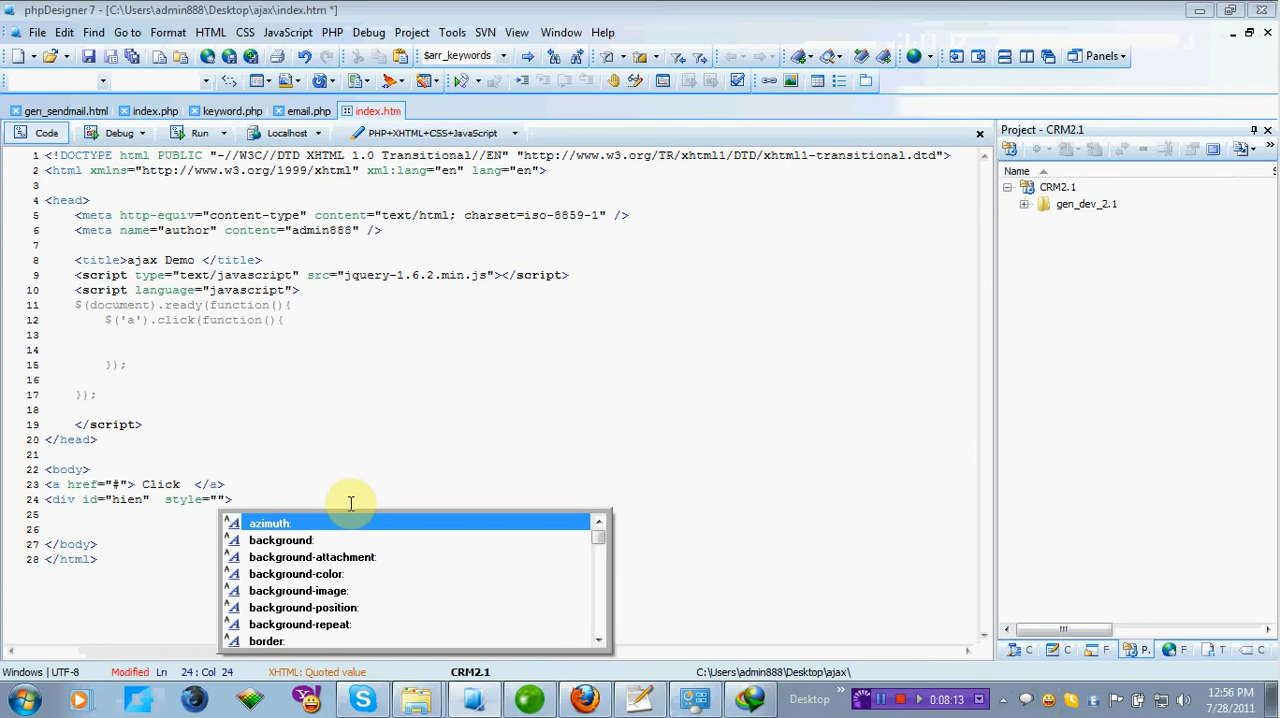 phpDesigner 7 - [C:\Users\admin888\Desktop\ajax\index.htm *]
File Edit Find Go to Format HTML CSS JavaScript PHP Debug Project Tools SVN View Window Help
$arr_keywords
Panels
gen_sendmail.html index.php keyword.php email.php index.htm
Code Debug Run Localhost PHP+XHTML+CSS+JavaScript
Project - CRM2.1
Name
CRM2.1
gen_dev_2.1
1 <!DOCTYPE html PUBLIC "-//W3C//DTD XHTML 1.0 Transitional//EN" "http://www.w3.org/TR/xhtml1/DTD/xhtml1-transitional.dtd">
2 <html xmlns="http://www.w3.org/1999/xhtml" xml:lang="en" lang="en">
3
4 <head>
5 <meta http-equiv="content-type" content="text/html; charset=iso-8859-1" />
6 <meta name="author" content="admin888" />
7
8 <title>ajax Demo </title>
9 <script type="text/javascript" src="jquery-1.6.2.min.js"></script>
10 <script language="javascript">
11 $(document).ready(function(){
12 $('a').click(function(){
13
14
15 });
16
17 });
18
19 </script>
20 </head>
21
22 <body>
23 <a href="#"> Click </a>
24 <div id="hien" style="">
25
26
27 </body>
28 </html>
azimuth:
background:
background-attachment:
background-color:
background-image:
background-position:
background-repeat:
border:
C F P. F T C
Windows | UTF-8 Modified Ln 24 : Col 24 XHTML: Quoted value CRM2.1 C:\Users\admin888\Desktop\ajax\
Desktop » 0:08:13 12:56 PM
7/28/2011